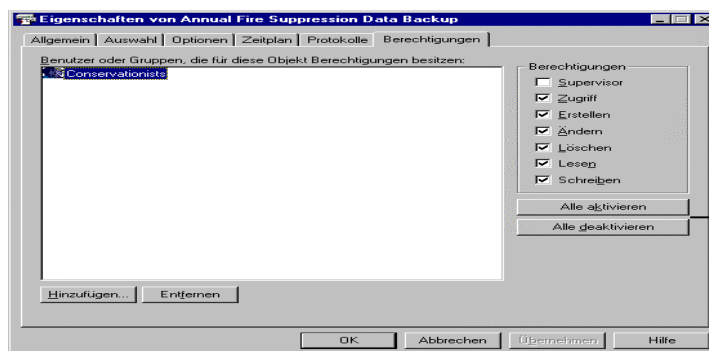 Eigenschaften von Annual Fire Suppression Data Backup
Allgemein Auswahl Optionen Zeitplan Protokolle Berechtigungen
Benutzer oder Gruppen, die für diese Objekt Berechtigungen besitzen:
Conservationists
Berechtigungen
Supervisor
Zugriff
Erstellen
Ändern
Löschen
Lesen
Schreiben
Alle aktivieren
Alle deaktivieren
Hinzufügen... Entfernen
OK Abbrechen Übernehmen Hilfe